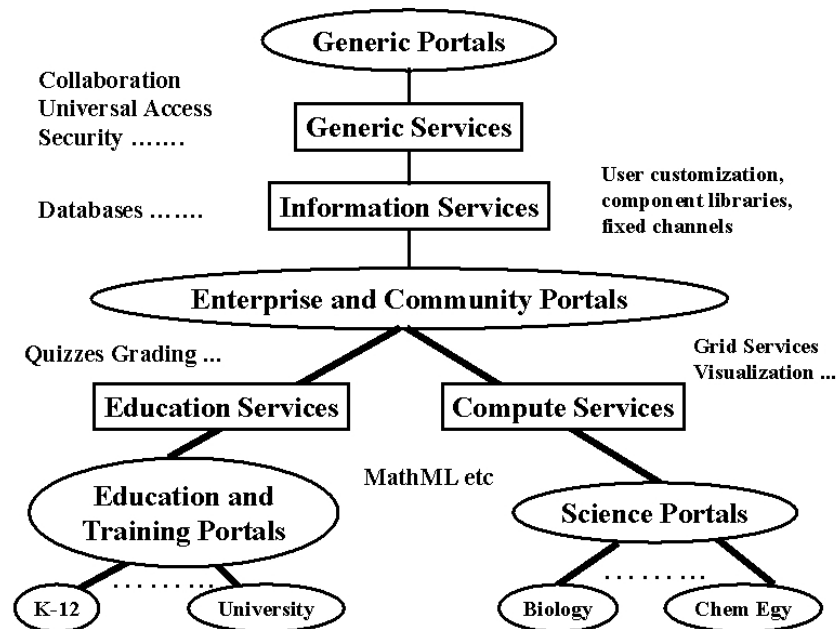 Generic Portals
Collaboration
Universal Access
Security .......
Generic Services
User customization,
component libraries,
fixed channels
Databases .......
Information Services
Enterprise and Community Portals
Quizzes Grading ...
Grid Services
Visualization ...
Education Services
Compute Services
MathML etc
Education and
Training Portals
Science Portals
. . . . . . . . .
. . . . . . . . .
K-12
University
Biology
Chem Egy